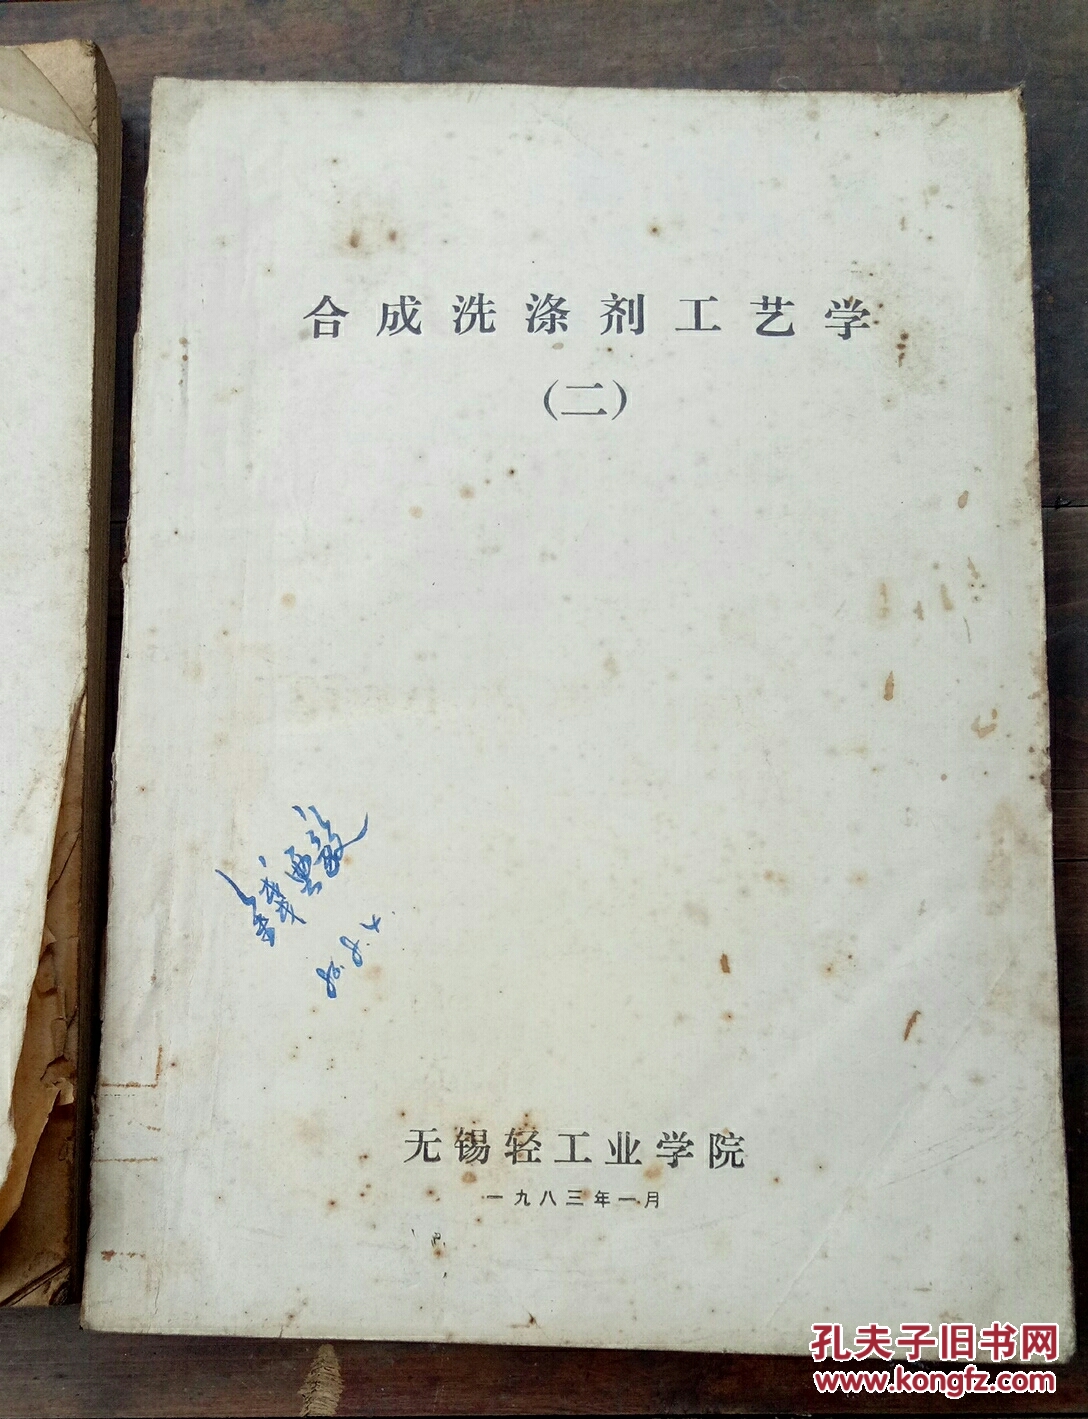 合成洗涤剂工艺学
（二）
无锡轻工业学院
一九八三年一月
孔夫子旧书网
www.kongfz.com